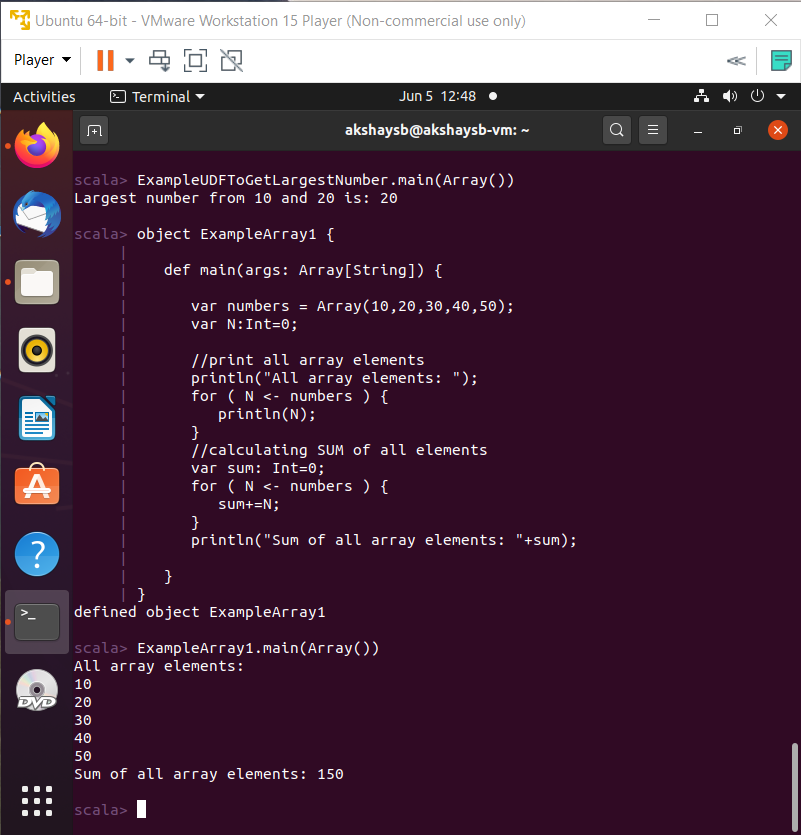 Ubuntu 64-bit - VMware Workstation 15 Player (Non-commercial use only)
Player
Activities
Terminal
Jun 5 12:48
akshaysb@akshaysb-vm: ~
scala> ExampleUDFToGetLargestNumber.main(Array())
Largest number from 10 and 20 is: 20
scala> object ExampleArray1 {
|
| def main(args: Array[String]) {
|
| var numbers = Array(10,20,30,40,50);
| var N:Int=0;
|
| //print all array elements
| println("All array elements: ");
| for ( N <- numbers ) {
| println(N);
| }
| //calculating SUM of all elements
| var sum: Int=0;
| for ( N <- numbers ) {
| sum+=N;
| }
| println("Sum of all array elements: "+sum);
|
| }
| }
defined object ExampleArray1
scala> ExampleArray1.main(Array())
All array elements:
10
20
30
40
50
Sum of all array elements: 150
scala>
>_
DVD